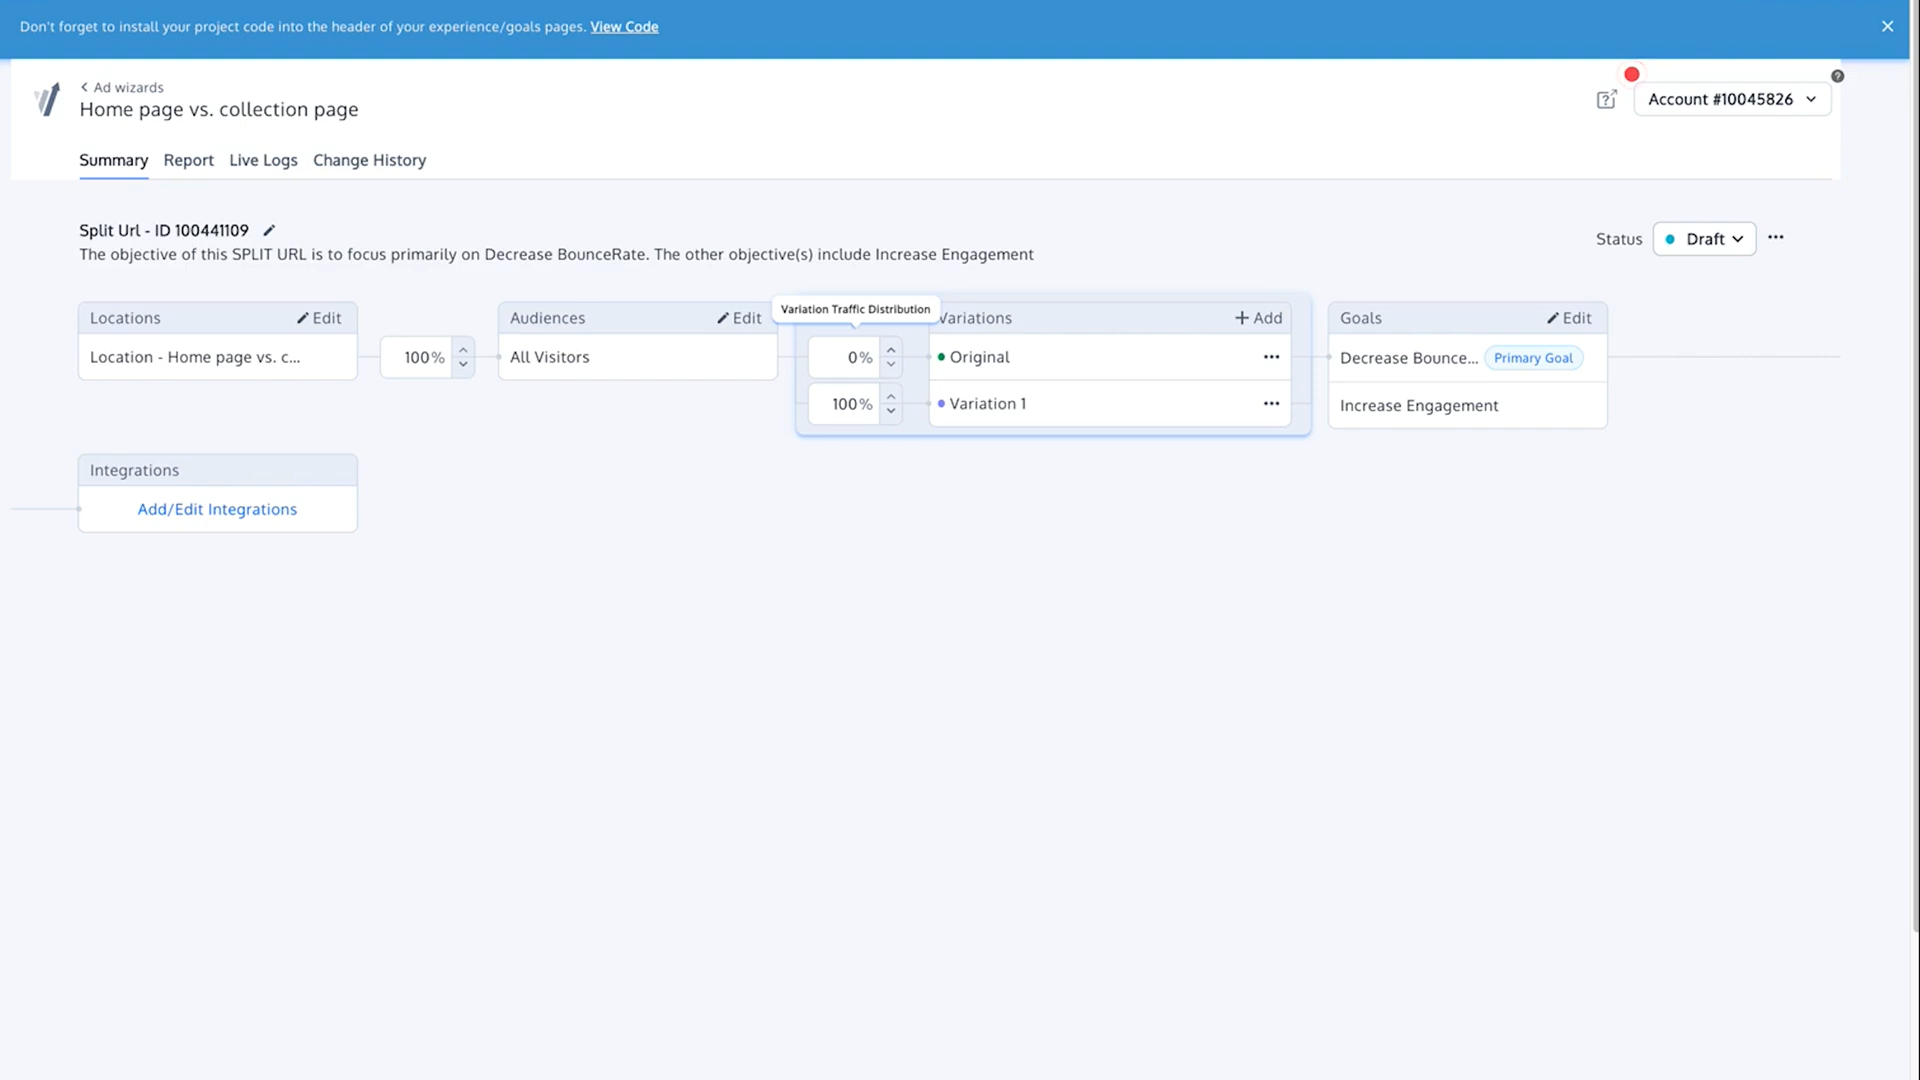 Don't forget to install your project code into the header of your experience/goals pages. View Code
Ad wizards
Home page vs. collection page
Account #10045826
Summary Report Live Logs Change History
Split Url - ID 100441109
The objective of this SPLIT URL is to focus primarily on Decrease BounceRate. The other objective(s) include Increase Engagement
Status Draft
Locations Edit
Location - Home page vs. c...
100%
Audiences Edit
All Visitors
Variation Traffic Distribution
0%
100%
Variations + Add
Original
Variation 1
Goals Edit
Decrease Bounce... Primary Goal
Increase Engagement
Integrations
Add/Edit Integrations